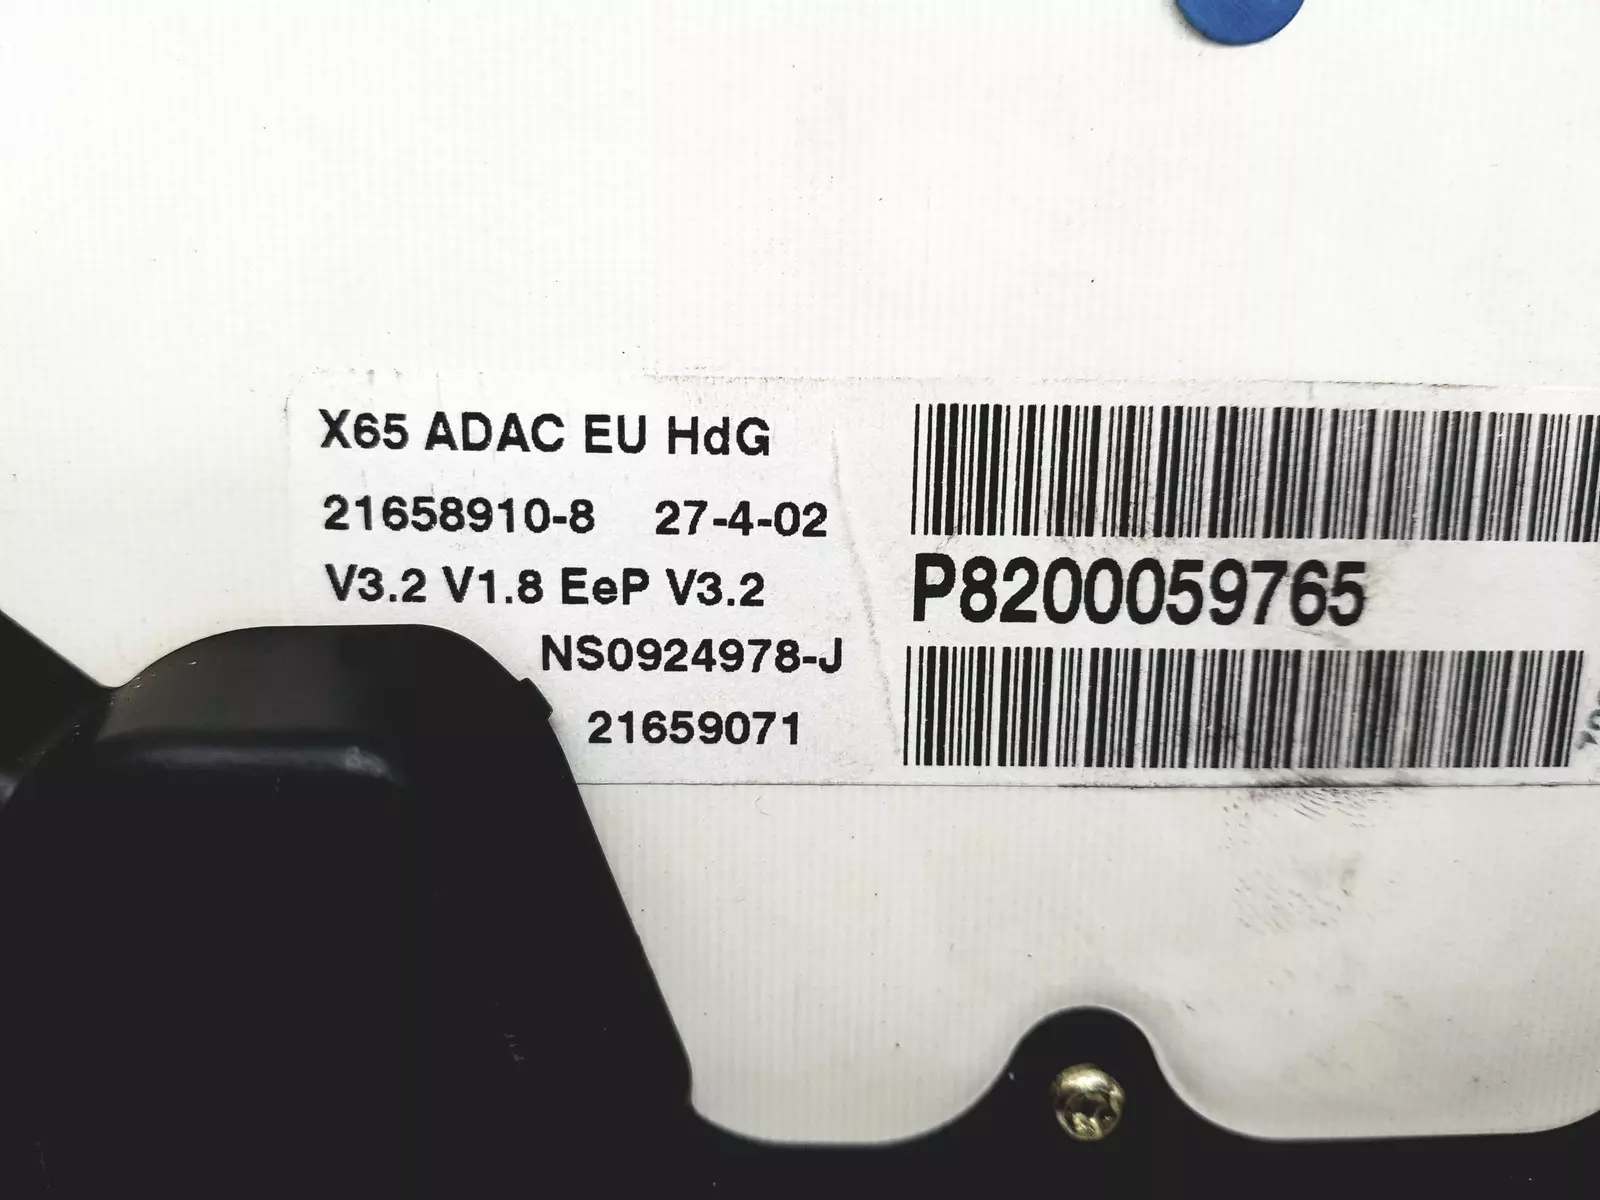 X65 ADAC EU HdG
21658910-8 27-4-02
V3.2 V1.8 EeP V3.2
NS0924978-J
21659071
P8200059765